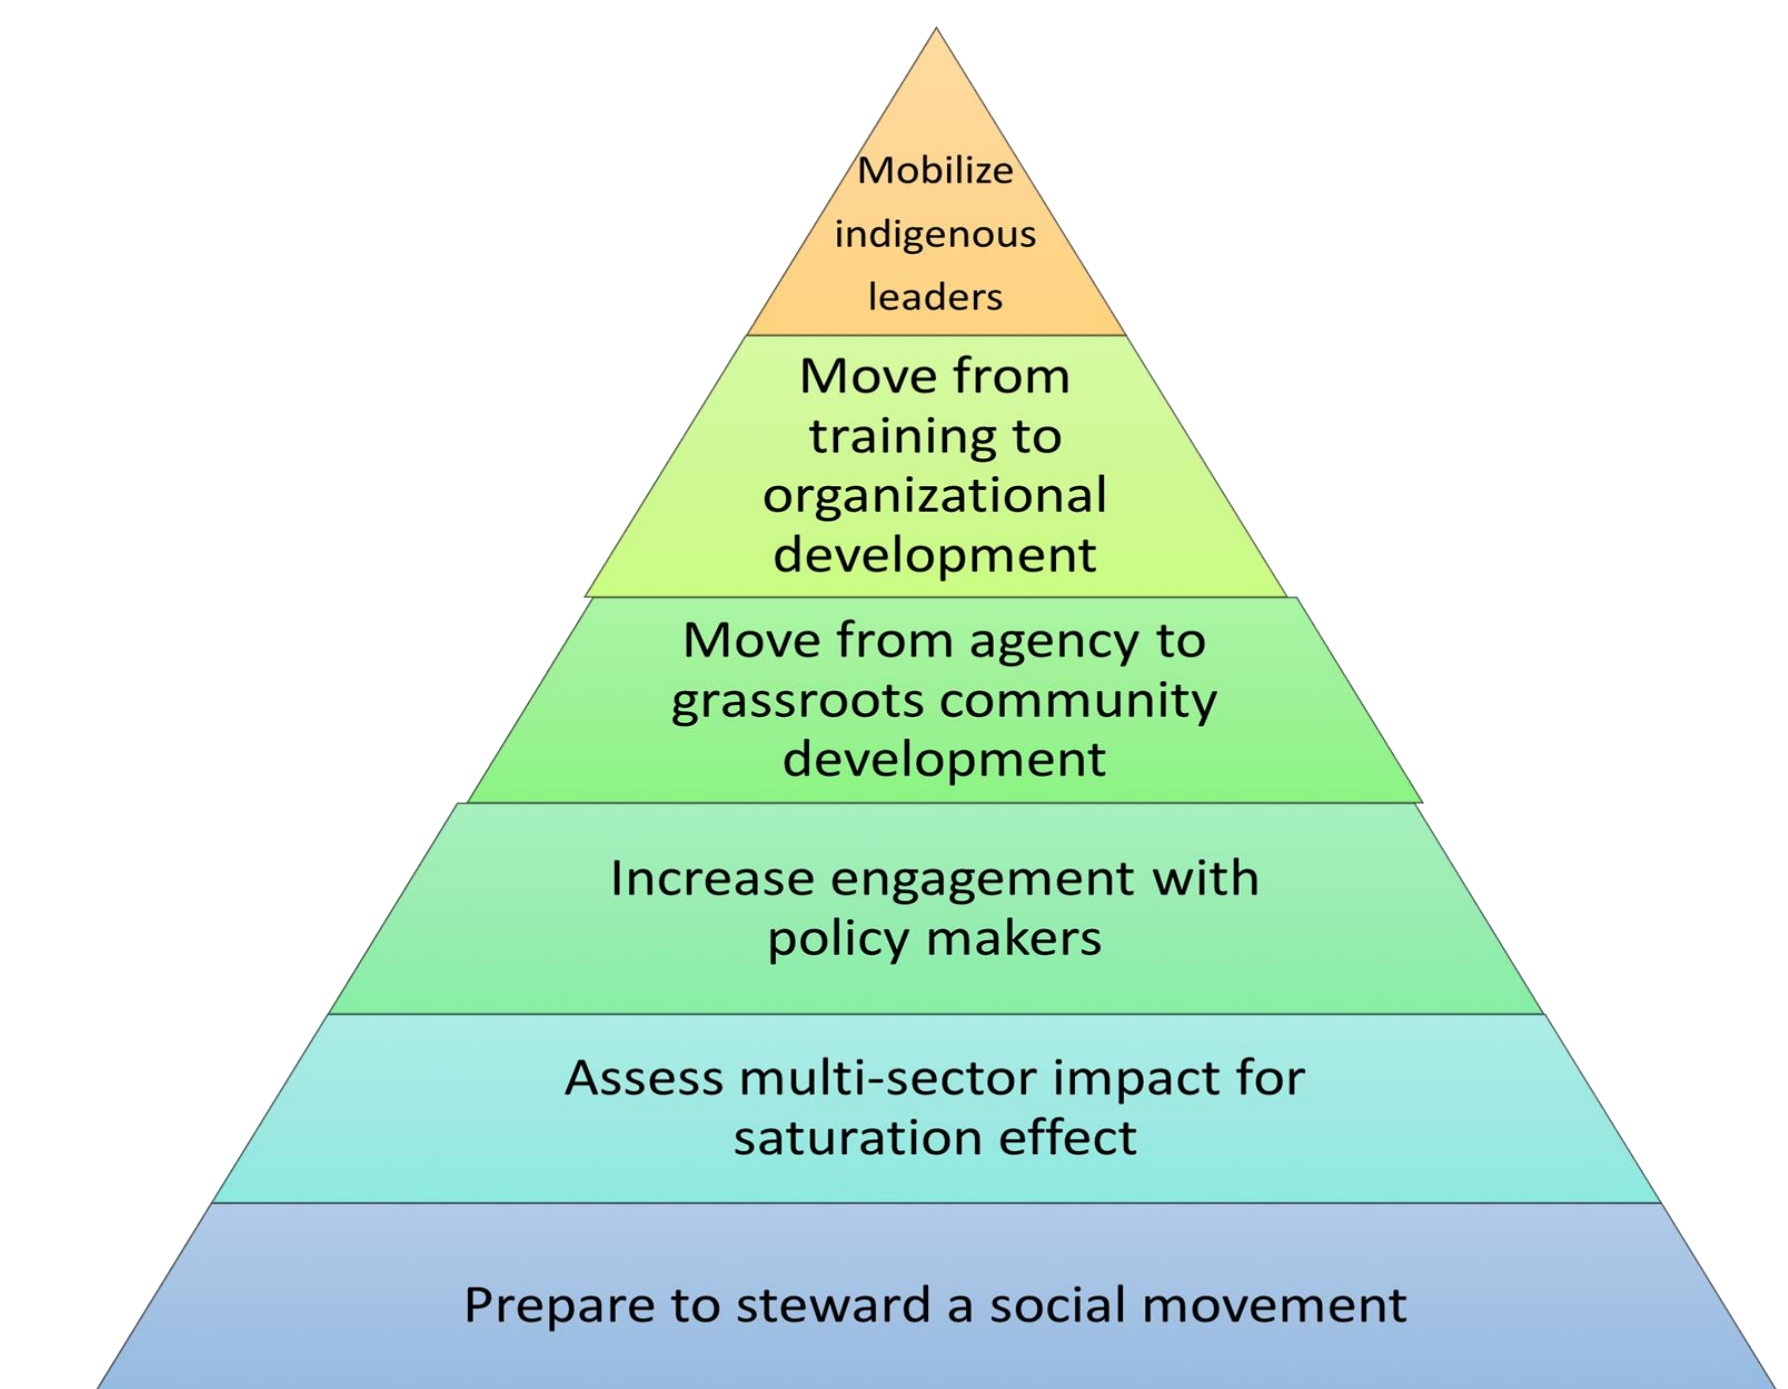 Mobilize
indigenous
leaders
Move from
training to
organizational
development
Move from agency to
grassroots community
development
Increase engagement with
policy makers
Assess multi-sector impact for
saturation effect
Prepare to steward a social movement